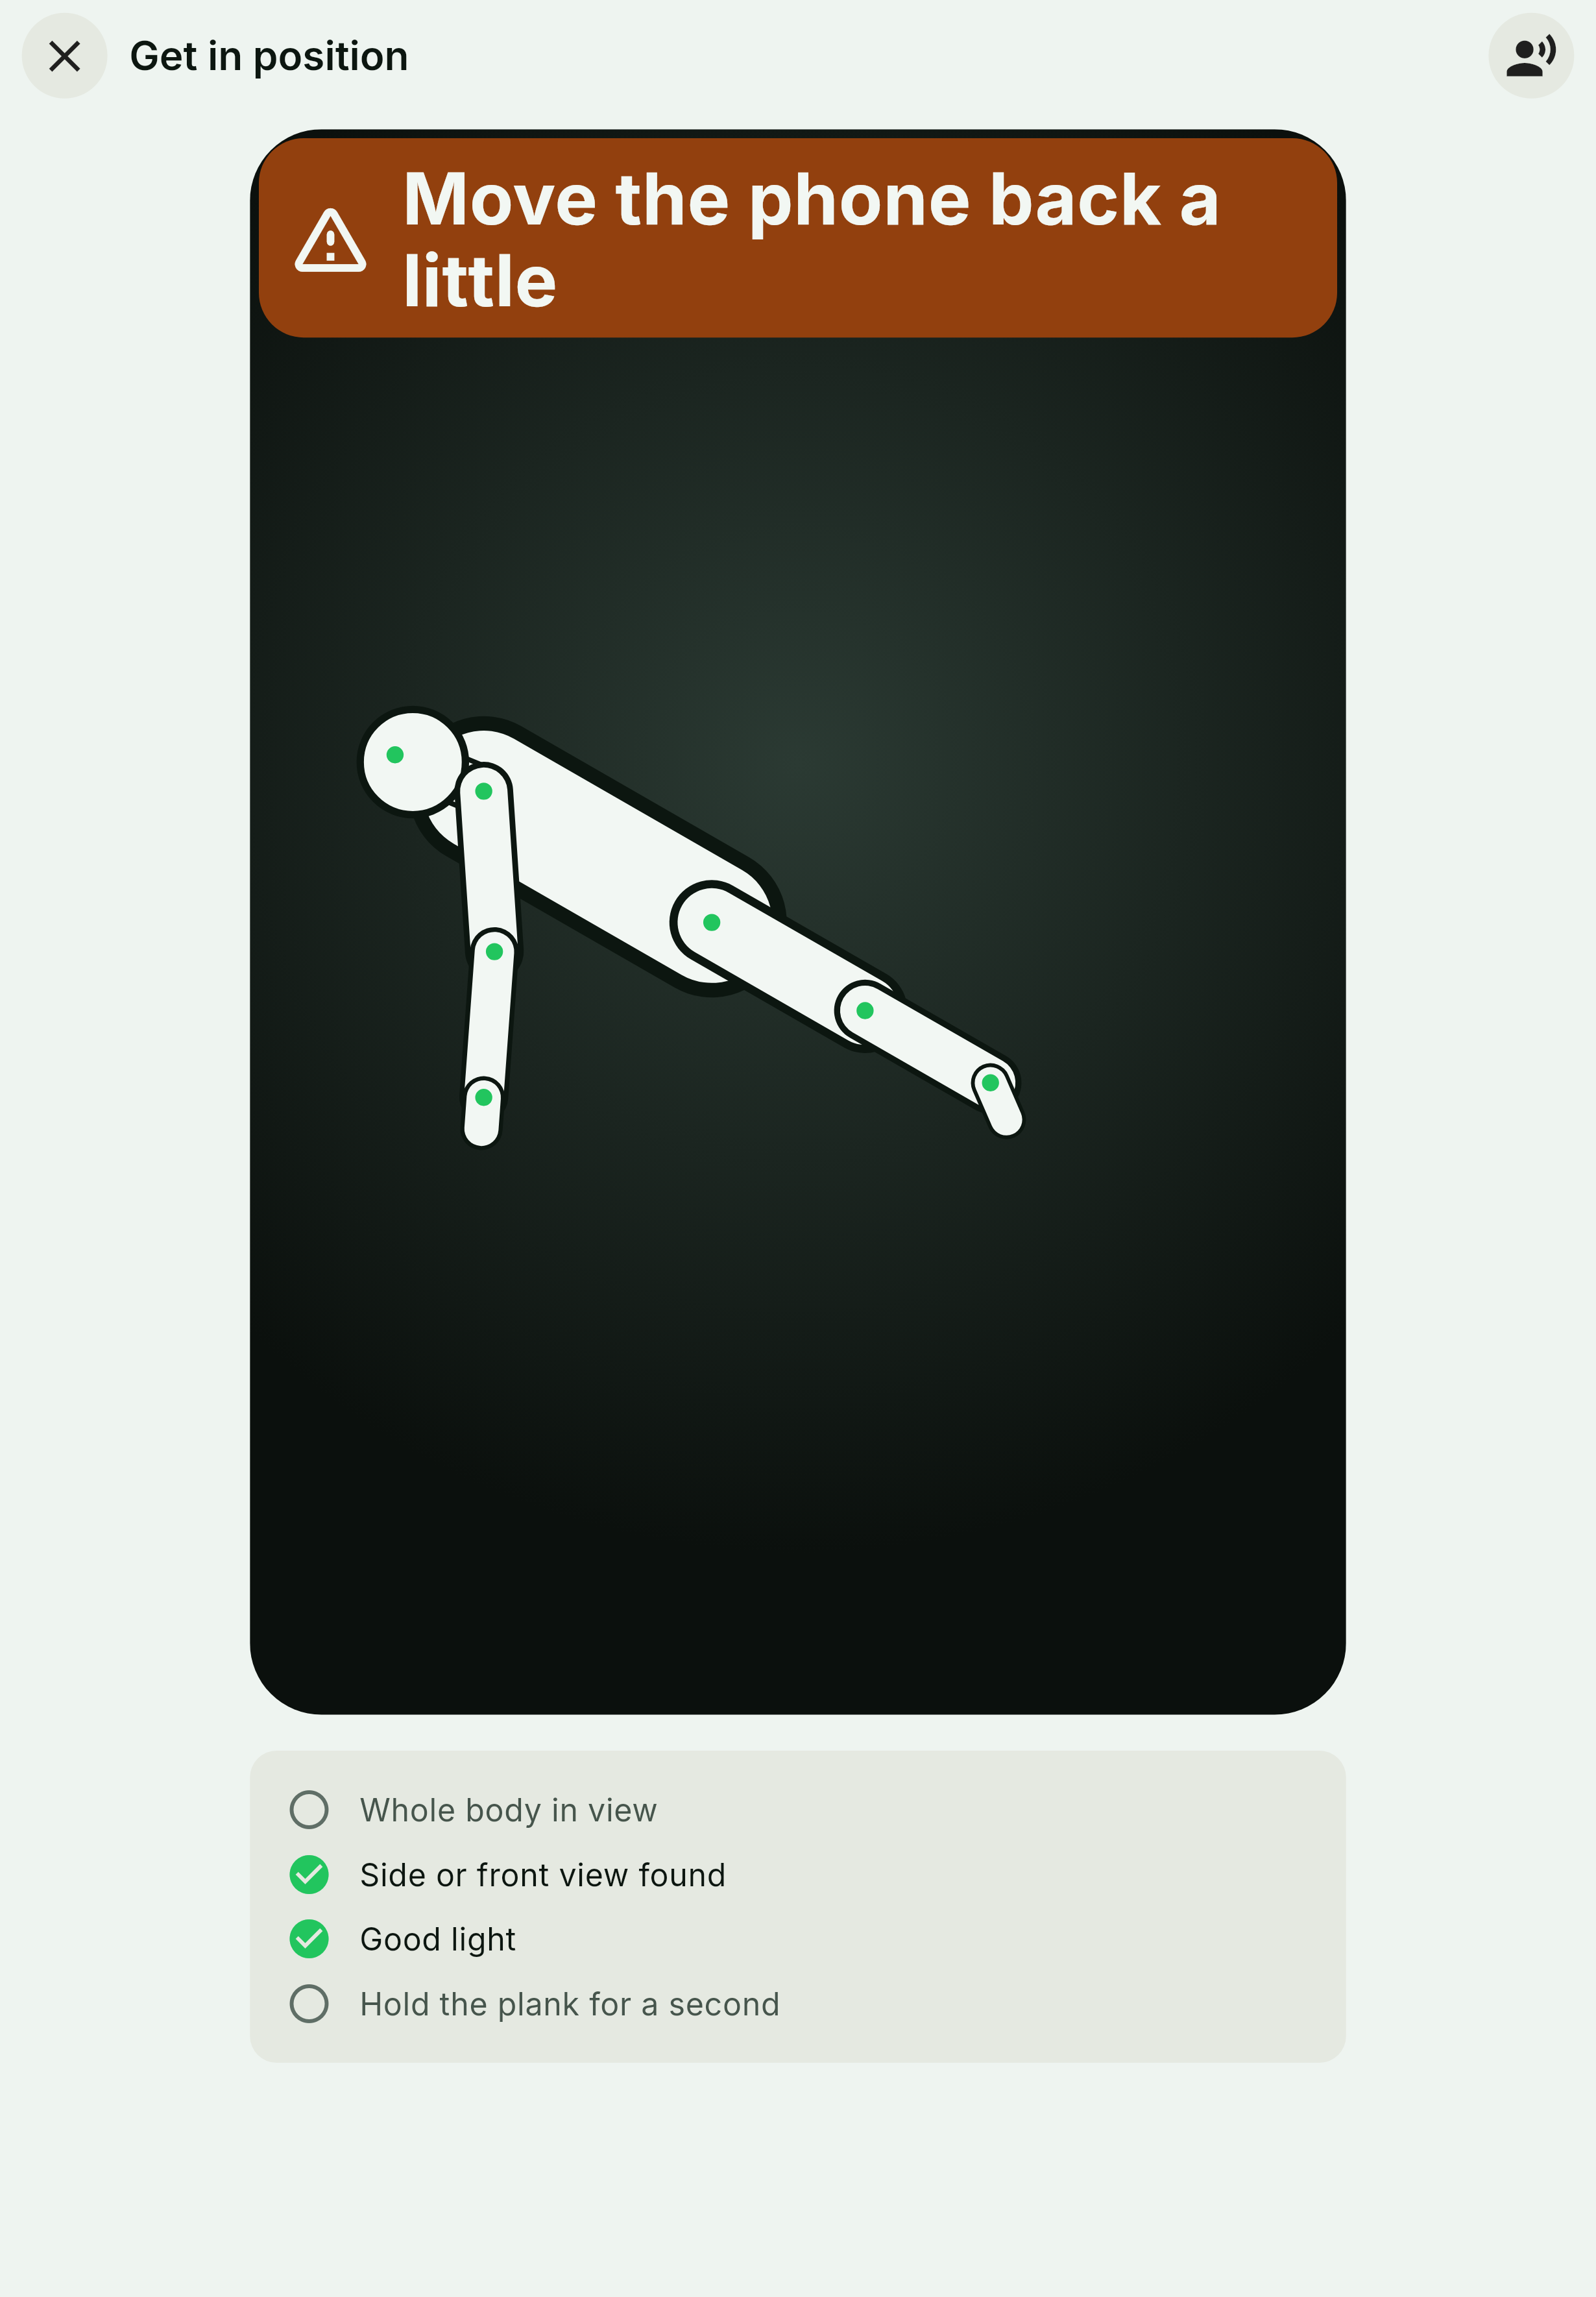 Get in position
Move the phone back a
little
Whole body in view
Side or front view found
Good light
Hold the plank for a second